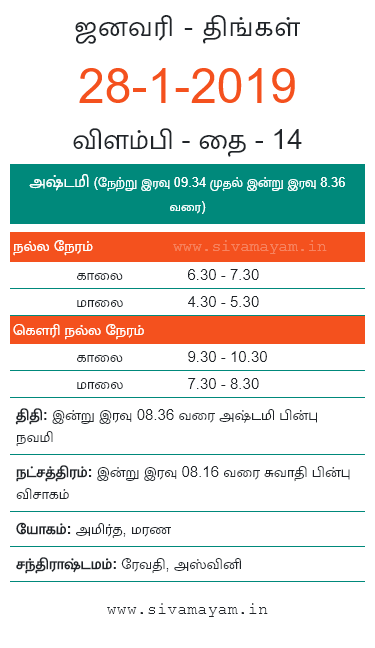 ஜனவரி - திங்கள்
28-1-2019
விளம்பி - தை - 14
அஷ்டமி (நேற்று இரவு 09.34 முதல் இன்று இரவு 8.36
வரை)
நல்ல நேரம் www.sivamayam.in
காலை 6.30 - 7.30
மாலை 4.30 - 5.30
கௌரி நல்ல நேரம்
காலை 9.30 - 10.30
மாலை 7.30 - 8.30
திதி: இன்று இரவு 08.36 வரை அஷ்டமி பின்பு
நவமி
நட்சத்திரம்: இன்று இரவு 08.16 வரை சுவாதி பின்பு
விசாகம்
யோகம்: அமிர்த, மரண
சந்திராஷ்டமம்: ரேவதி, அஸ்வினி
www.sivamayam.in